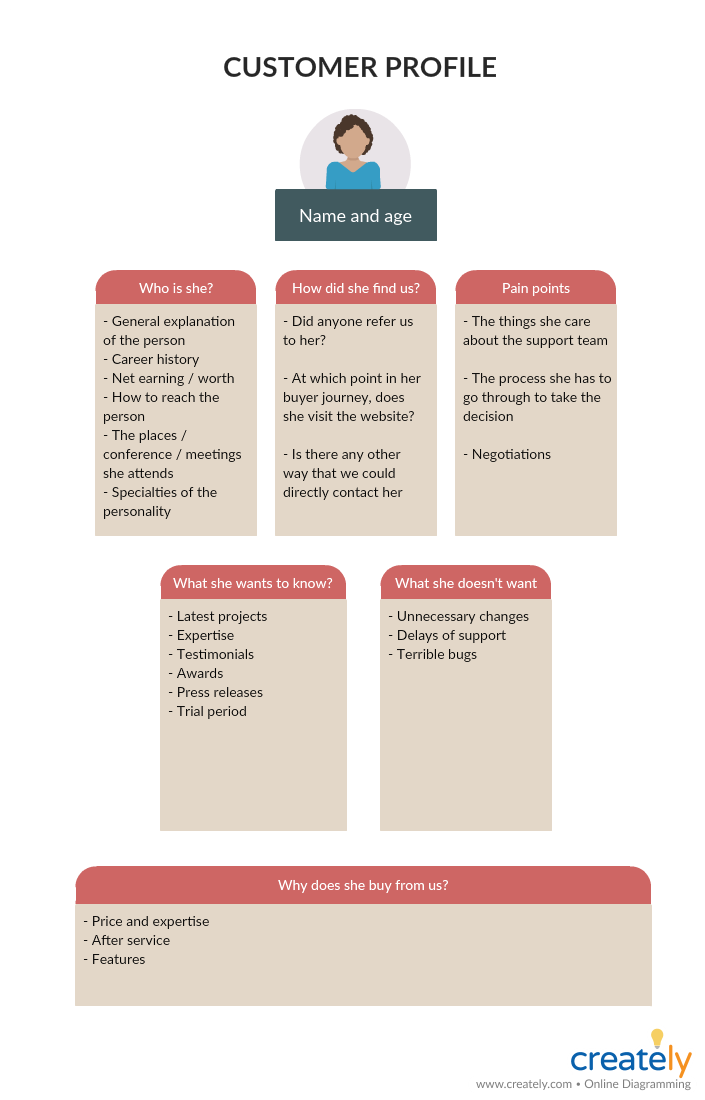 CUSTOMER PROFILE
Name and age
Who is she?
- General explanation
of the person
- Career history
- Net earning / worth
- How to reach the
person
- The places /
conference / meetings
she attends
- Specialties of the
personality
How did she find us?
- Did anyone refer us
to her?
- At which point in her
buyer journey, does
she visit the website?
- Is there any other
way that we could
directly contact her
Pain points
- The things she care
about the support team
- The process she has to
go through to take the
decision
- Negotiations
What she wants to know?
- Latest projects
- Expertise
- Testimonials
- Awards
- Press releases
- Trial period
What she doesn't want
- Unnecessary changes
- Delays of support
- Terrible bugs
Why does she buy from us?
- Price and expertise
- After service
- Features
creately
www.creately.com • Online Diagramming